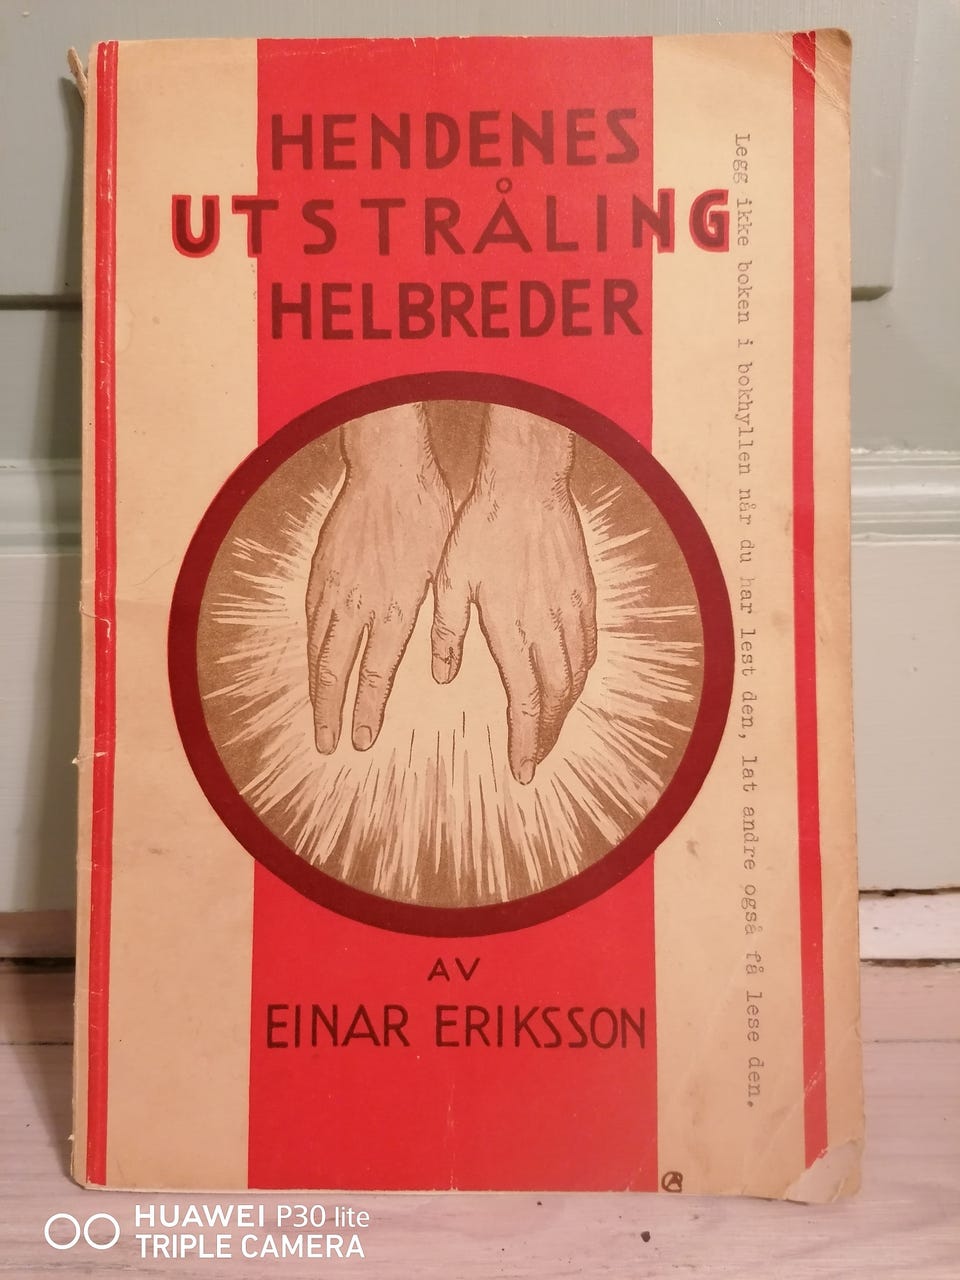 HENDENES
UTSTRÅLING
HELBREDER
AV
EINAR ERIKSSON
Legg ikke boken i bokhyllen når du har lest den, lat andre også få lese den.
HUAWEI P30 lite
TRIPLE CAMERA